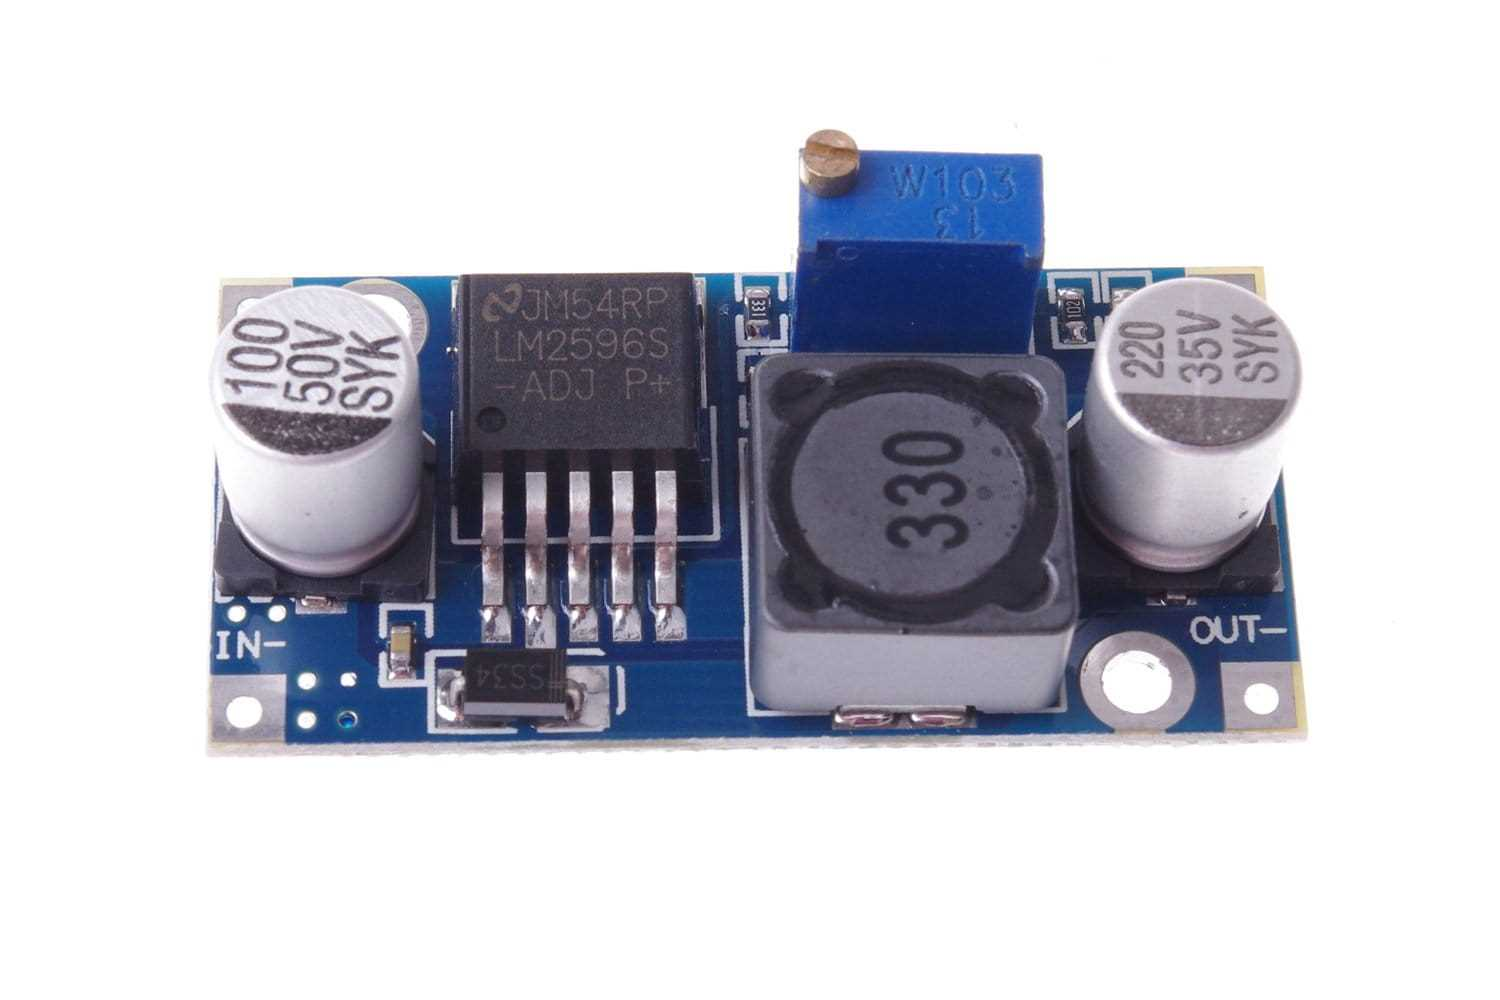 W103
13
100
50V
SYK
JM54RP
LM2596S
-ADJ P+
331
102
220
35V
SYK
330
IN-
OUT-
SS34